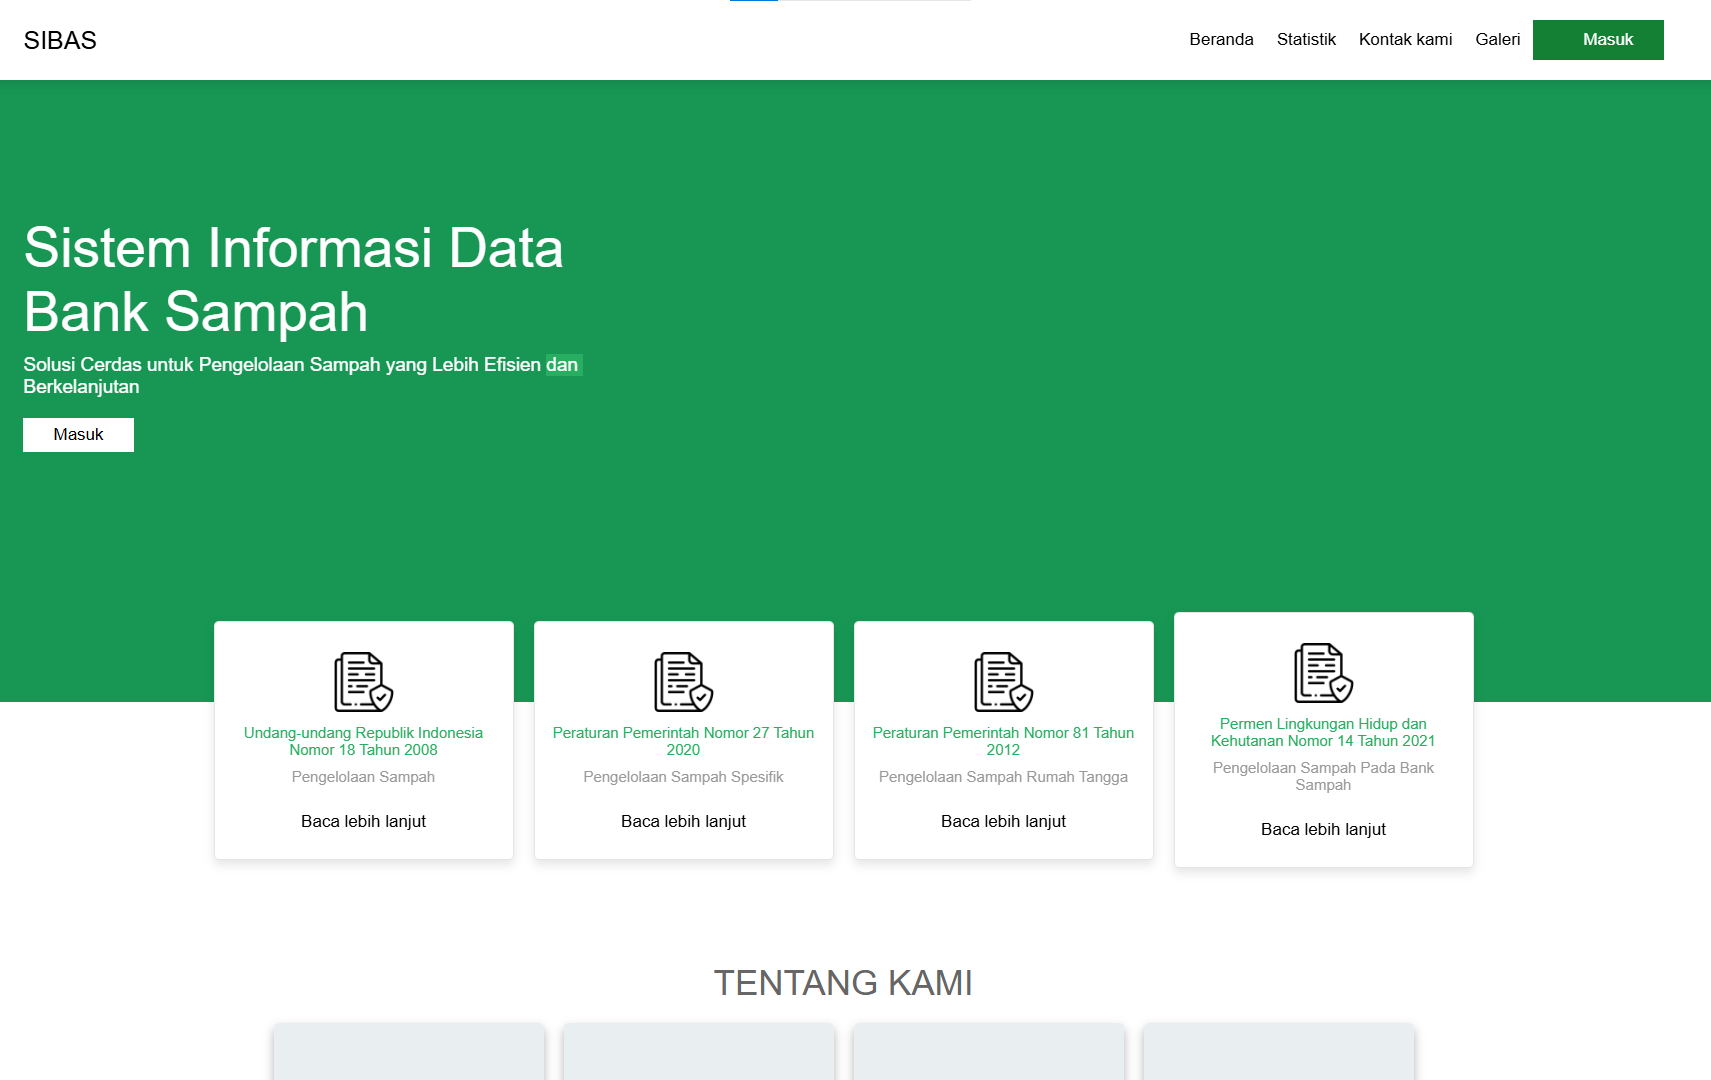 SIBAS
Beranda
Statistik
Kontak kami
Galeri
Masuk
Sistem Informasi Data
Bank Sampah
Solusi Cerdas untuk Pengelolaan Sampah yang Lebih Efisien dan
Berkelanjutan
Masuk
Undang-undang Republik Indonesia
Nomor 18 Tahun 2008
Pengelolaan Sampah
Baca lebih lanjut
Peraturan Pemerintah Nomor 27 Tahun
2020
Pengelolaan Sampah Spesifik
Baca lebih lanjut
Peraturan Pemerintah Nomor 81 Tahun
2012
Pengelolaan Sampah Rumah Tangga
Baca lebih lanjut
Permen Lingkungan Hidup dan
Kehutanan Nomor 14 Tahun 2021
Pengelolaan Sampah Pada Bank
Sampah
Baca lebih lanjut
TENTANG KAMI